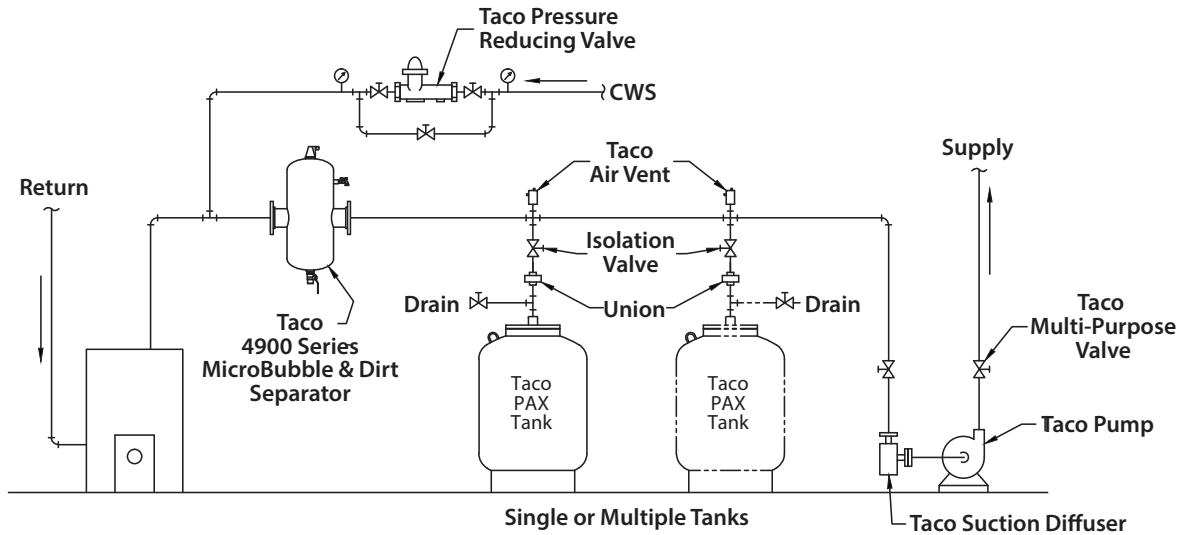 Taco Pressure
Reducing Valve
CWS
Taco
Air Vent
Supply
Return
Isolation
Valve
Drain
Union
Drain
Taco
4900 Series
MicroBubble & Dirt
Separator
Taco
Multi-Purpose
Valve
Taco
PAX
Tank
Taco
PAX
Tank
Taco Pump
Single or Multiple Tanks
Taco Suction Diffuser